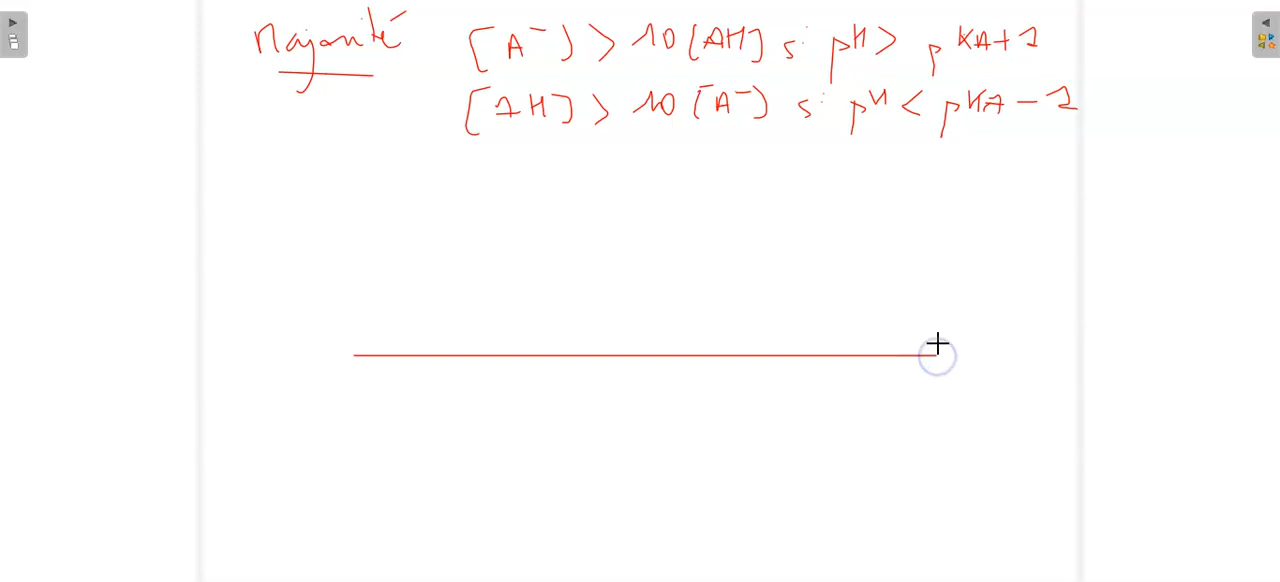 Majorité [A⁻] > 10 [AH] si pH > pKA + 1
[AH] > 10 [A⁻] si pH < pKA - 1